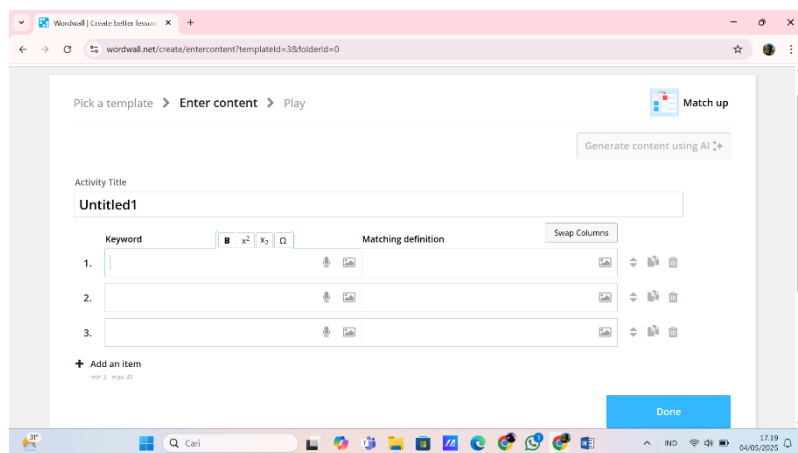 Wordwall | Create better lesson
wordwall.net/create/entercontent?templateId=3&folderId=0
Pick a template > Enter content > Play
Match up
Generate content using AI
Activity Title
Untitled1
Keyword
B x² X₂ Ω
Matching definition
Swap Columns
1.
2.
3.
+ Add an item
min 3 max 32
Done
31°
Cari
IND
17.19
04/05/2025